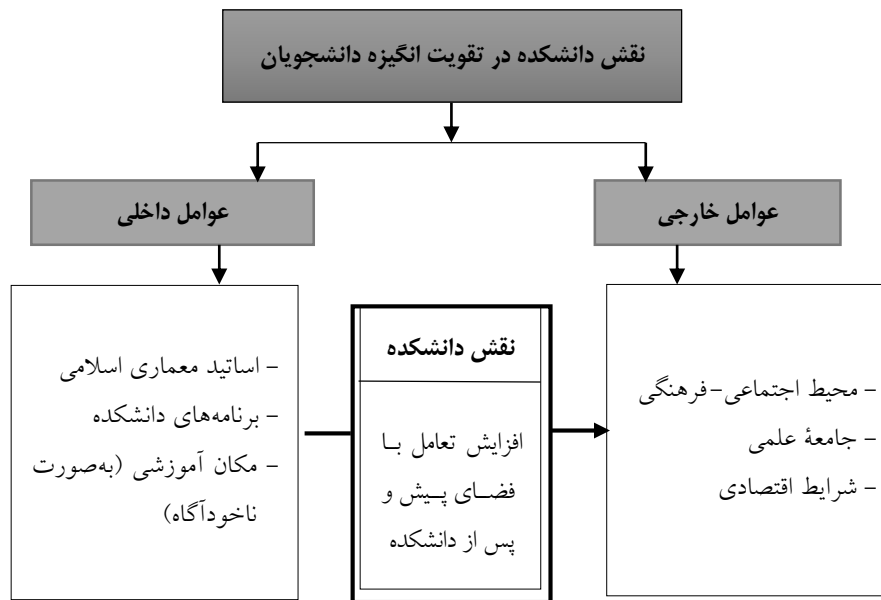 نقش دانشکده در تقویت انگیزه دانشجویان
عوامل خارجی
عوامل داخلی
- محیط اجتماعی-فرهنگی
- جامعهٔ علمی
- شرایط اقتصادی
نقش دانشکده
افزایش تعامل با
فضای پیش و
پس از دانشکده
- اساتید معماری اسلامی
- برنامه‌های دانشکده
- مکان آموزشی (به‌صورت
ناخودآگاه)